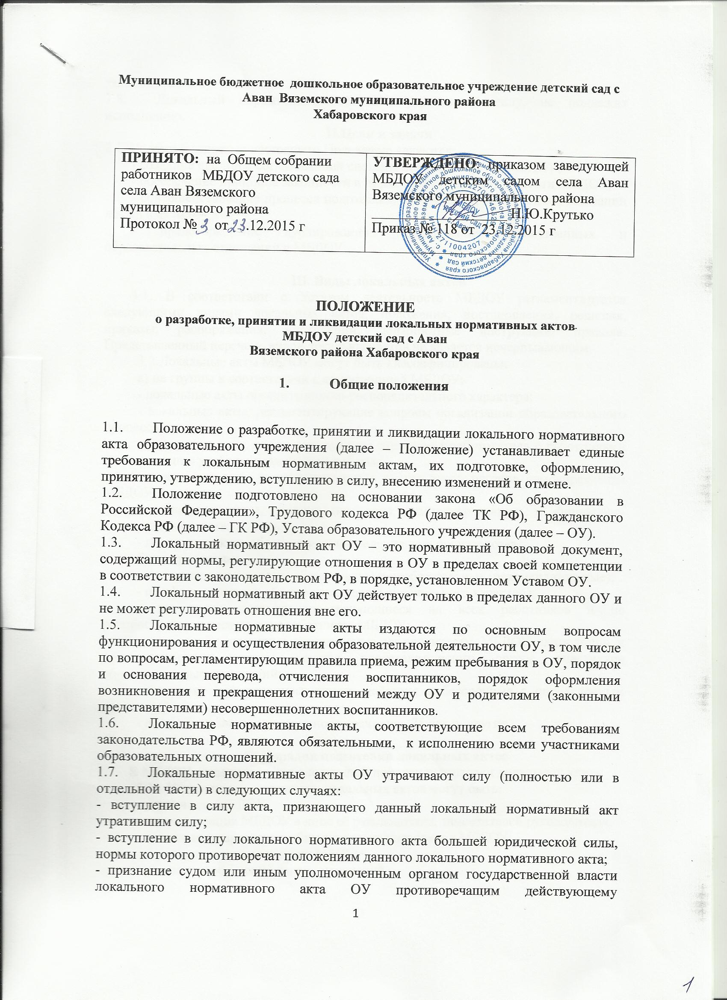 Муниципальное бюджетное дошкольное образовательное учреждение детский сад с
Аван Вяземского муниципального района
Хабаровского края
ПРИНЯТО: на Общем собрании
работников МБДОУ детского сада
села Аван Вяземского
муниципального района
Протокол № 3 от 23.12.2015 г
УТВЕРЖДЕНО: приказом заведующей
МБДОУ детским садом села Аван
Вяземского муниципального района
Н.Ю.Крутько
Приказ № 118 от 23.12.2015 г
МБДОУ
детский сад
с. Аван
ИНН 2711004207
ПОЛОЖЕНИЕ
о разработке, принятии и ликвидации локальных нормативных актов
МБДОУ детский сад с Аван
Вяземского района Хабаровского края
1. Общие положения
1.1. Положение о разработке, принятии и ликвидации локального нормативного
акта образовательного учреждения (далее – Положение) устанавливает единые
требования к локальным нормативным актам, их подготовке, оформлению,
принятию, утверждению, вступлению в силу, внесению изменений и отмене.
1.2. Положение подготовлено на основании закона «Об образовании в
Российской Федерации», Трудового кодекса РФ (далее ТК РФ), Гражданского
Кодекса РФ (далее – ГК РФ), Устава образовательного учреждения (далее – ОУ).
1.3. Локальный нормативный акт ОУ – это нормативный правовой документ,
содержащий нормы, регулирующие отношения в ОУ в пределах своей компетенции
в соответствии с законодательством РФ, в порядке, установленном Уставом ОУ.
1.4. Локальный нормативный акт ОУ действует только в пределах данного ОУ и
не может регулировать отношения вне его.
1.5. Локальные нормативные акты издаются по основным вопросам
функционирования и осуществления образовательной деятельности ОУ, в том числе
по вопросам, регламентирующим правила приема, режим пребывания в ОУ, порядок
и основания перевода, отчисления воспитанников, порядок оформления
возникновения и прекращения отношений между ОУ и родителями (законными
представителями) несовершеннолетних воспитанников.
1.6. Локальные нормативные акты, соответствующие всем требованиям
законодательства РФ, являются обязательными, к исполнению всеми участниками
образовательных отношений.
1.7. Локальные нормативные акты ОУ утрачивают силу (полностью или в
отдельной части) в следующих случаях:
- вступление в силу акта, признающего данный локальный нормативный акт
утратившим силу;
- вступление в силу локального нормативного акта большей юридической силы,
нормы которого противоречат положениям данного локального нормативного акта;
- признание судом или иным уполномоченным органом государственной власти
локального нормативного акта ОУ противоречащим действующему
1
1